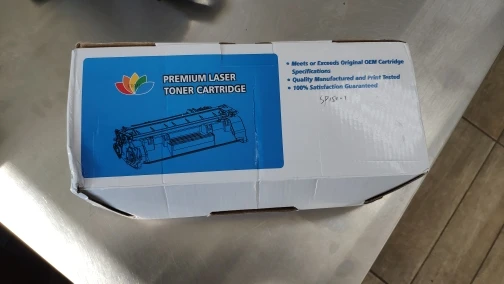 PREMIUM LASER
TONER CARTRIDGE
• Meets or Exceeds Original OEM Cartridge
Specifications
• Quality Manufactured and Print Tested
• 100% Satisfaction Guaranteed